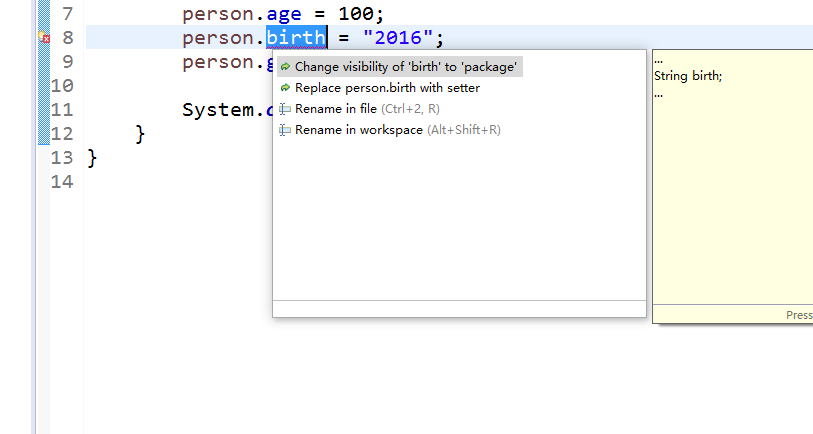 7 person.age = 100;
8 person.birth = "2016";
9 person.g
10
11 System.
12 }
13 }
14
Change visibility of 'birth' to 'package'
Replace person.birth with setter
Rename in file (Ctrl+2, R)
Rename in workspace (Alt+Shift+R)
...
String birth;
...
Press